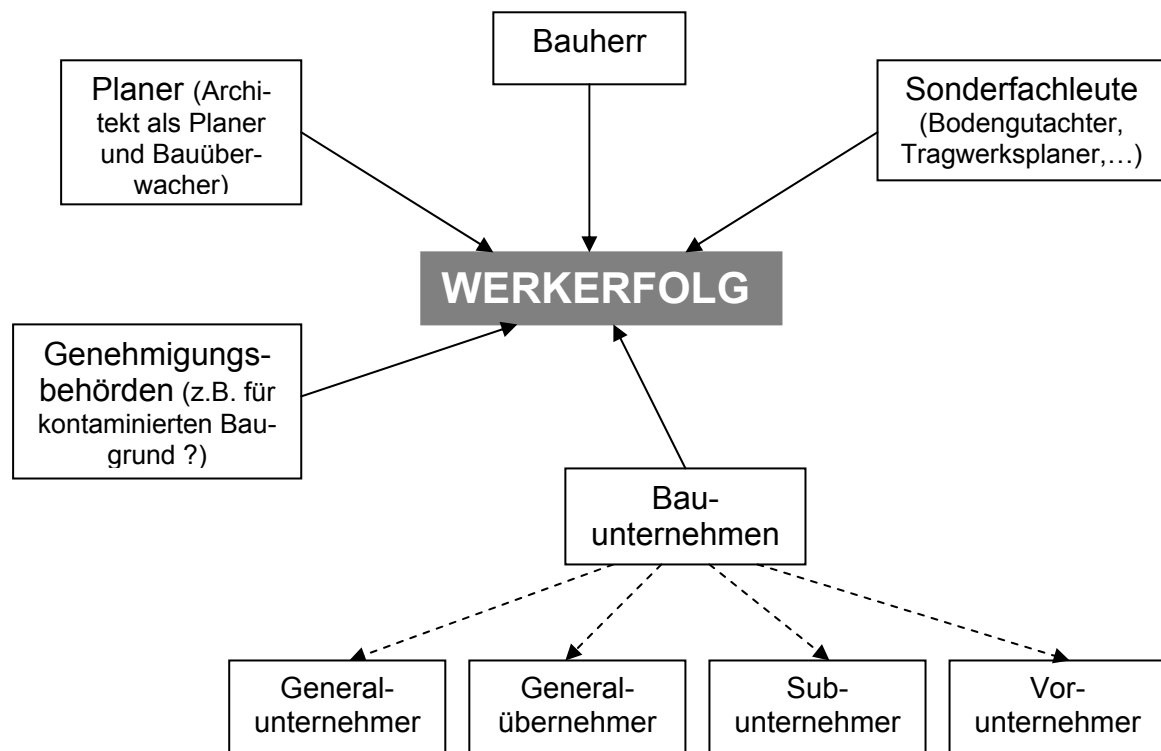 Bauherr
Planer (Archi-
tekt als Planer
und Bauüber-
wacher)
Sonderfachleute
(Bodengutachter,
Tragwerksplaner,...)
WERKERFOLG
Genehmigungs-
behörden (z.B. für
kontaminierten Bau-
grund ?)
Bau-
unternehmen
General-
unternehmer
General-
übernehmer
Sub-
unternehmer
Vor-
unternehmer